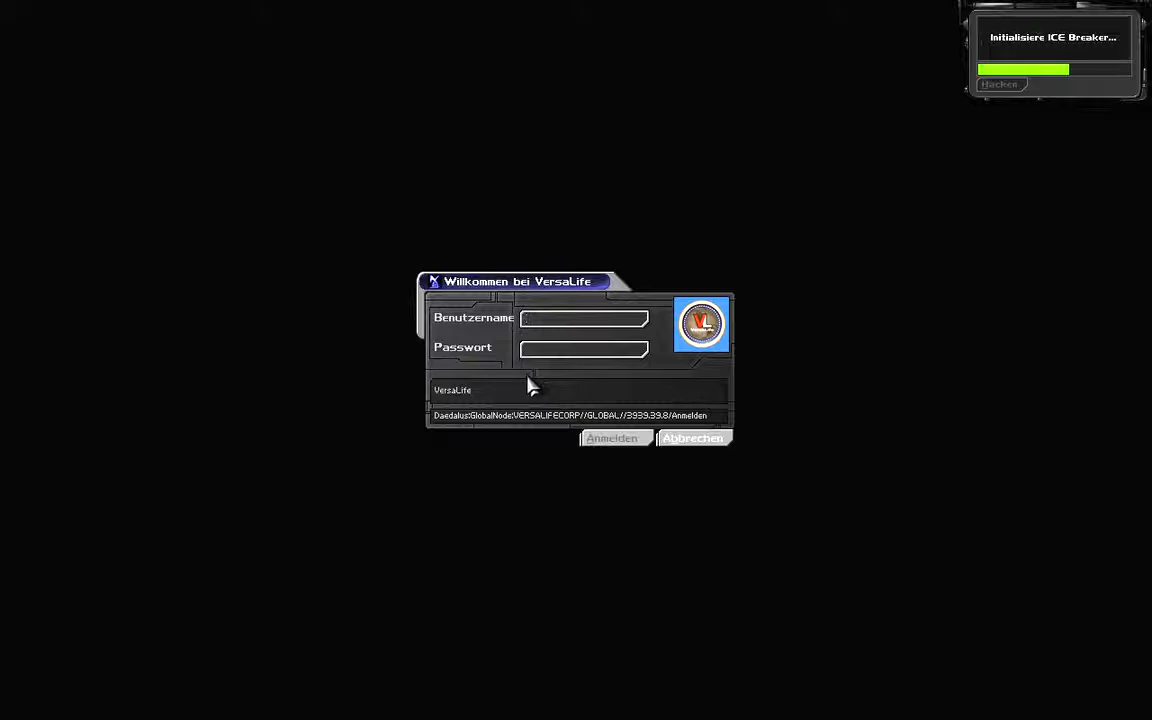 Initialisiere ICE Breaker...
Hacken
Willkommen bei VersaLife
Benutzername
Passwort
VL
VersaLife
Daedalus:GlobalNode:VERSALIFECORP//GLOBAL//3939.39.8/Anmelden
Anmelden
Abbrechen